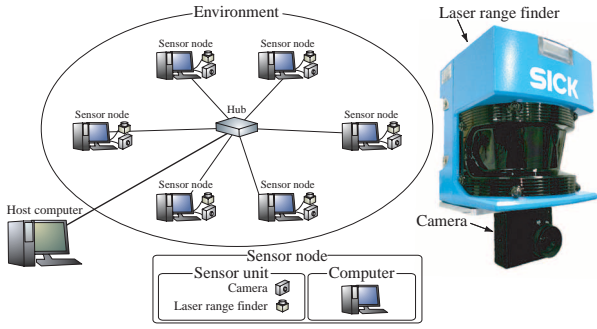 Environment
Laser range finder
Sensor node
Sensor node
SICK
Sensor node
Hub
Sensor node
Sensor node
Sensor node
Host computer
Camera
Sensor node
Sensor unit
Computer
Camera
Laser range finder